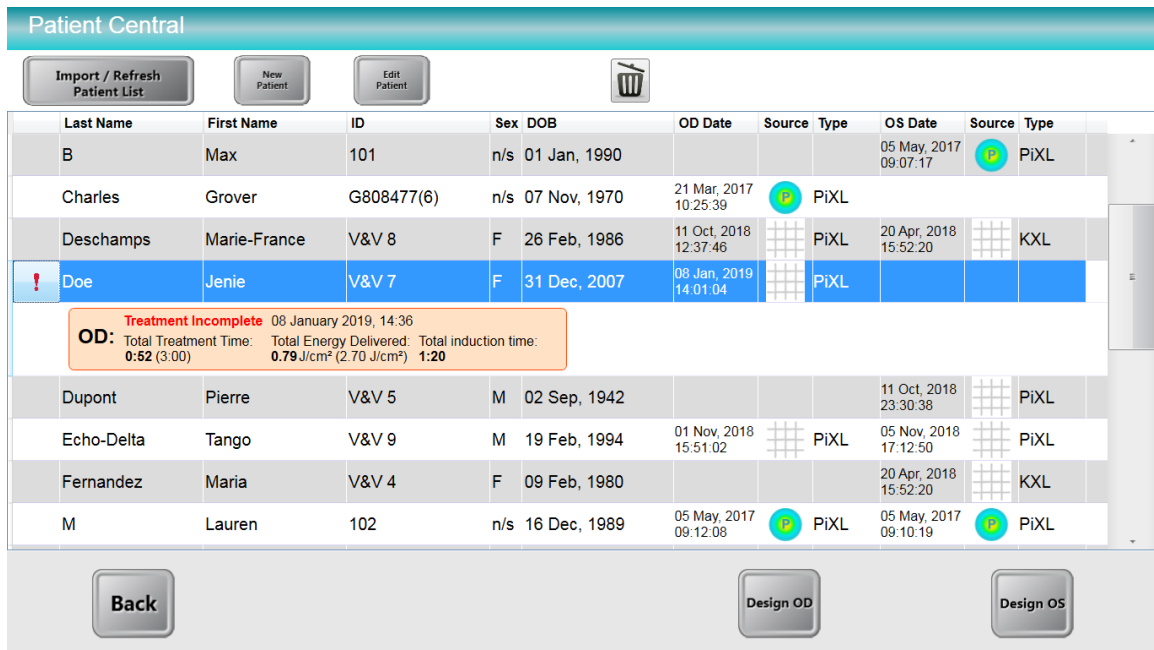 Patient Central
Import / Refresh
Patient List
New
Patient
Edit
Patient
Last Name First Name ID Sex DOB OD Date Source Type OS Date Source Type
B Max 101 n/s 01 Jan, 1990 05 May, 2017 09:07:17 P PiXL
Charles Grover G808477(6) n/s 07 Nov, 1970 21 Mar, 2017 10:25:39 P PiXL
Deschamps Marie-France V&V 8 F 26 Feb, 1986 11 Oct, 2018 12:37:46 PiXL 20 Apr, 2018 15:52:20 KXL
! Doe Jenie V&V 7 F 31 Dec, 2007 08 Jan, 2019 14:01:04 PiXL
OD: Treatment Incomplete 08 January 2019, 14:36
Total Treatment Time: Total Energy Delivered: Total induction time:
0:52 (3:00) 0.79 J/cm² (2.70 J/cm²) 1:20
Dupont Pierre V&V 5 M 02 Sep, 1942 11 Oct, 2018 23:30:38 PiXL
Echo-Delta Tango V&V 9 M 19 Feb, 1994 01 Nov, 2018 15:51:02 PiXL 05 Nov, 2018 17:12:50 PiXL
Fernandez Maria V&V 4 F 09 Feb, 1980 20 Apr, 2018 15:52:20 KXL
M Lauren 102 n/s 16 Dec, 1989 05 May, 2017 09:12:08 P PiXL 05 May, 2017 09:10:19 P PiXL
Back
Design OD
Design OS